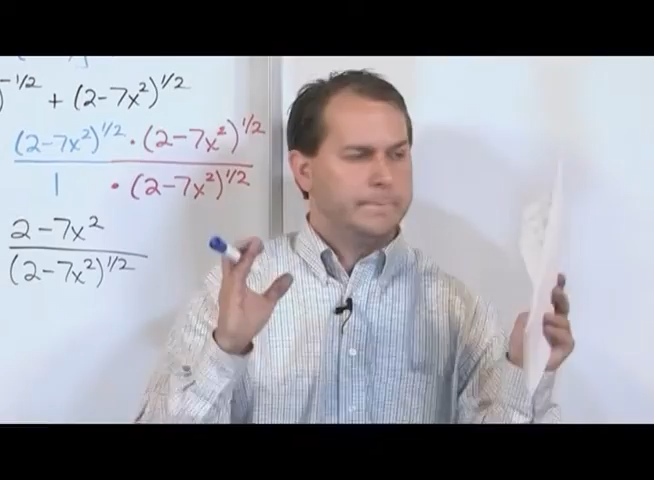 )^-1/2 + (2-7x²)^1/2
(2-7x²)^1/2 · (2-7x²)^1/2
1 · (2-7x²)^1/2
2-7x²
(2-7x²)^1/2